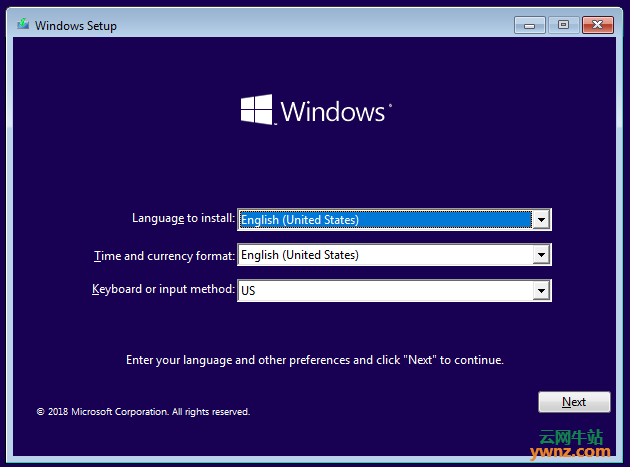 Windows Setup
Windows
Language to install: English (United States)
Time and currency format: English (United States)
Keyboard or input method: US
Enter your language and other preferences and click "Next" to continue.
Next
© 2018 Microsoft Corporation. All rights reserved.
云网牛站
ywnz.com